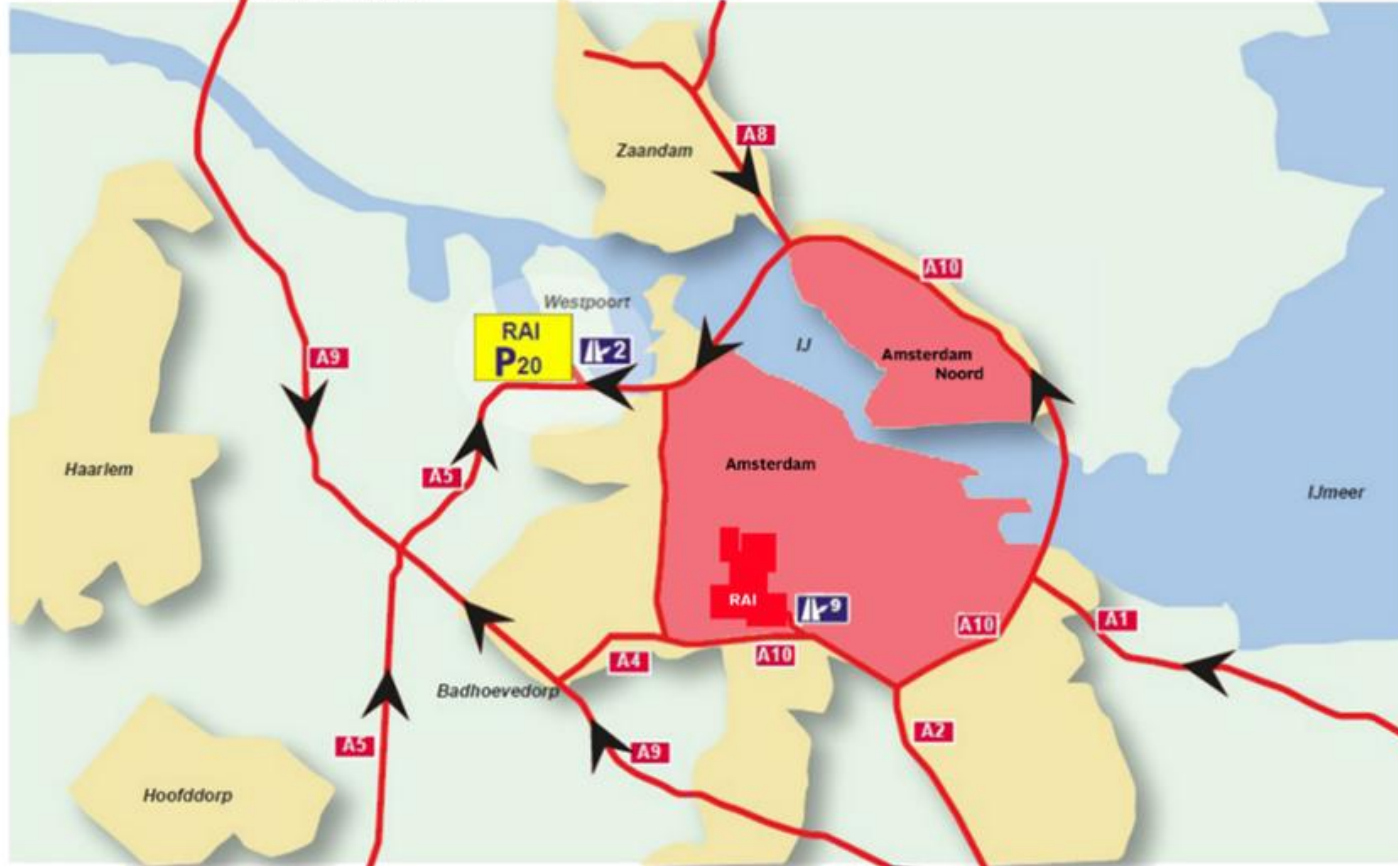 A8
Zaandam
A10
Westpoort
RAI
P20
2
IJ
Amsterdam
Noord
A9
Haarlem
A5
Amsterdam
IJmeer
RAI
9
A10
A1
A4
A10
Badhoevedorp
A2
A5
A9
Hoofddorp